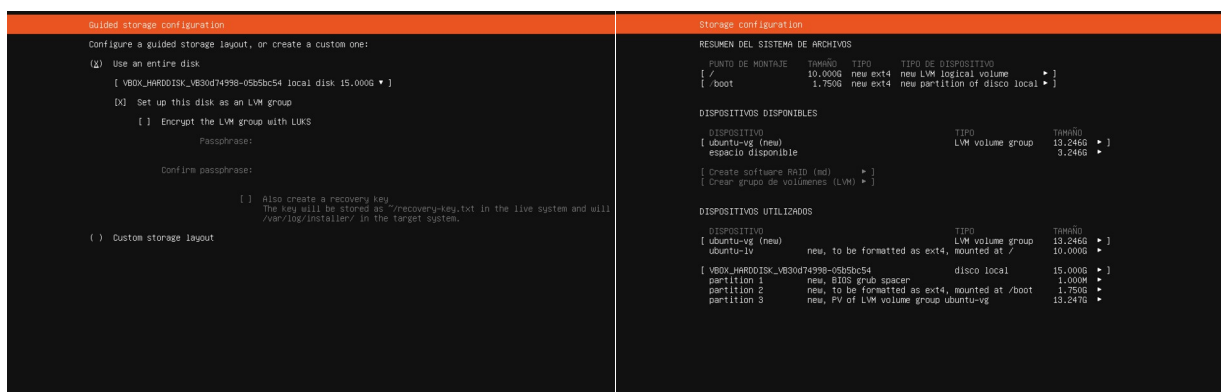 Guided storage configuration
Configure a guided storage layout, or create a custom one:
(X) Use an entire disk
[ VBOX_HARDDISK_VB30d74998-05b5bc54 local disk 15.000G ▾ ]
[X] Set up this disk as an LVM group
[ ] Encrypt the LVM group with LUKS
Passphrase:
Confirm passphrase:
[ ] Also create a recovery key
The key will be stored as ~/recovery-key.txt in the live system and will
/var/log/installer/ in the target system.
( ) Custom storage layout
Storage configuration
RESUMEN DEL SISTEMA DE ARCHIVOS
PUNTO DE MONTAJE TAMAÑO TIPO TIPO DE DISPOSITIVO
[ / 10.000G new ext4 new LVM logical volume ▸ ]
[ /boot 1.750G new ext4 new partition of disco local ▸ ]
DISPOSITIVOS DISPONIBLES
DISPOSITIVO TIPO TAMAÑO
[ ubuntu-vg (new) LVM volume group 13.246G ▸ ]
espacio disponible 3.246G ▸
[ Create software RAID (md) ▸ ]
[ Crear grupo de volúmenes (LVM) ▸ ]
DISPOSITIVOS UTILIZADOS
DISPOSITIVO TIPO TAMAÑO
[ ubuntu-vg (new) LVM volume group 13.246G ▸ ]
ubuntu-lv new, to be formatted as ext4, mounted at / 10.000G ▸
[ VBOX_HARDDISK_VB30d74998-05b5bc54 disco local 15.000G ▸ ]
partition 1 new, BIOS grub spacer 1.000M ▸
partition 2 new, to be formatted as ext4, mounted at /boot 1.750G ▸
partition 3 new, PV of LVM volume group ubuntu-vg 13.247G ▸